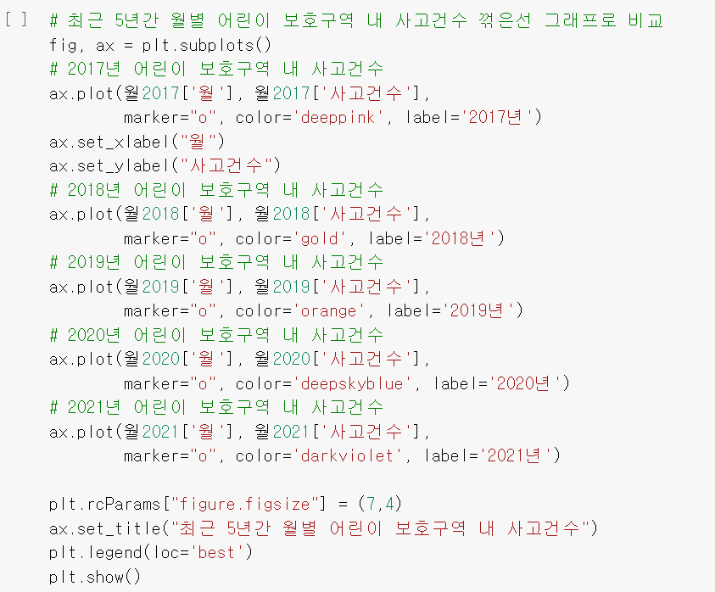 [ ] # 최근 5년간 월별 어린이 보호구역 내 사고건수 꺾은선 그래프로 비교
fig, ax = plt.subplots()
# 2017년 어린이 보호구역 내 사고건수
ax.plot(월2017['월'], 월2017['사고건수'],
        marker="o", color='deeppink', label='2017년')
ax.set_xlabel("월")
ax.set_ylabel("사고건수")
# 2018년 어린이 보호구역 내 사고건수
ax.plot(월2018['월'], 월2018['사고건수'],
        marker="o", color='gold', label='2018년')
# 2019년 어린이 보호구역 내 사고건수
ax.plot(월2019['월'], 월2019['사고건수'],
        marker="o", color='orange', label='2019년')
# 2020년 어린이 보호구역 내 사고건수
ax.plot(월2020['월'], 월2020['사고건수'],
        marker="o", color='deepskyblue', label='2020년')
# 2021년 어린이 보호구역 내 사고건수
ax.plot(월2021['월'], 월2021['사고건수'],
        marker="o", color='darkviolet', label='2021년')

plt.rcParams["figure.figsize"] = (7,4)
ax.set_title("최근 5년간 월별 어린이 보호구역 내 사고건수")
plt.legend(loc='best')
plt.show()